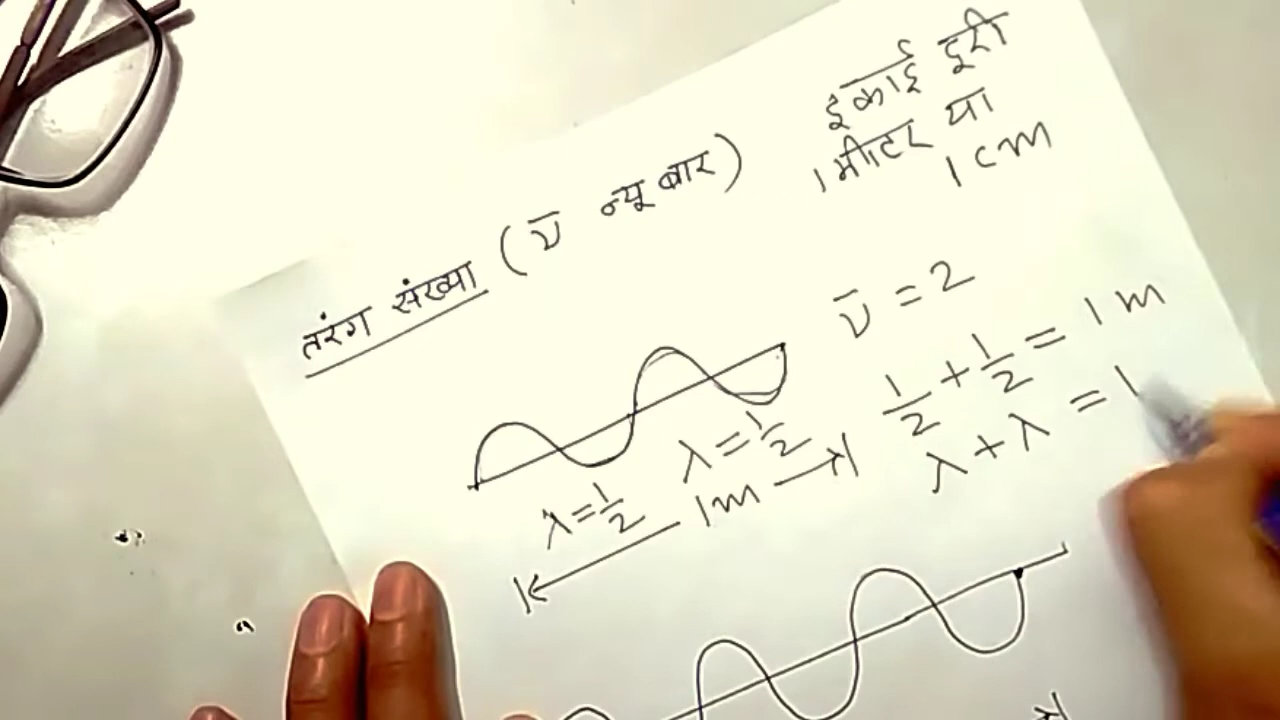 इकाई दूरी
1 मीटर या
1 cm
तरंग संख्या ( ν̅ न्यू बार )
ν̅ = 2
1/2 + 1/2 = 1 m
λ + λ = 1
λ = 1/2
λ = 1/2
1m